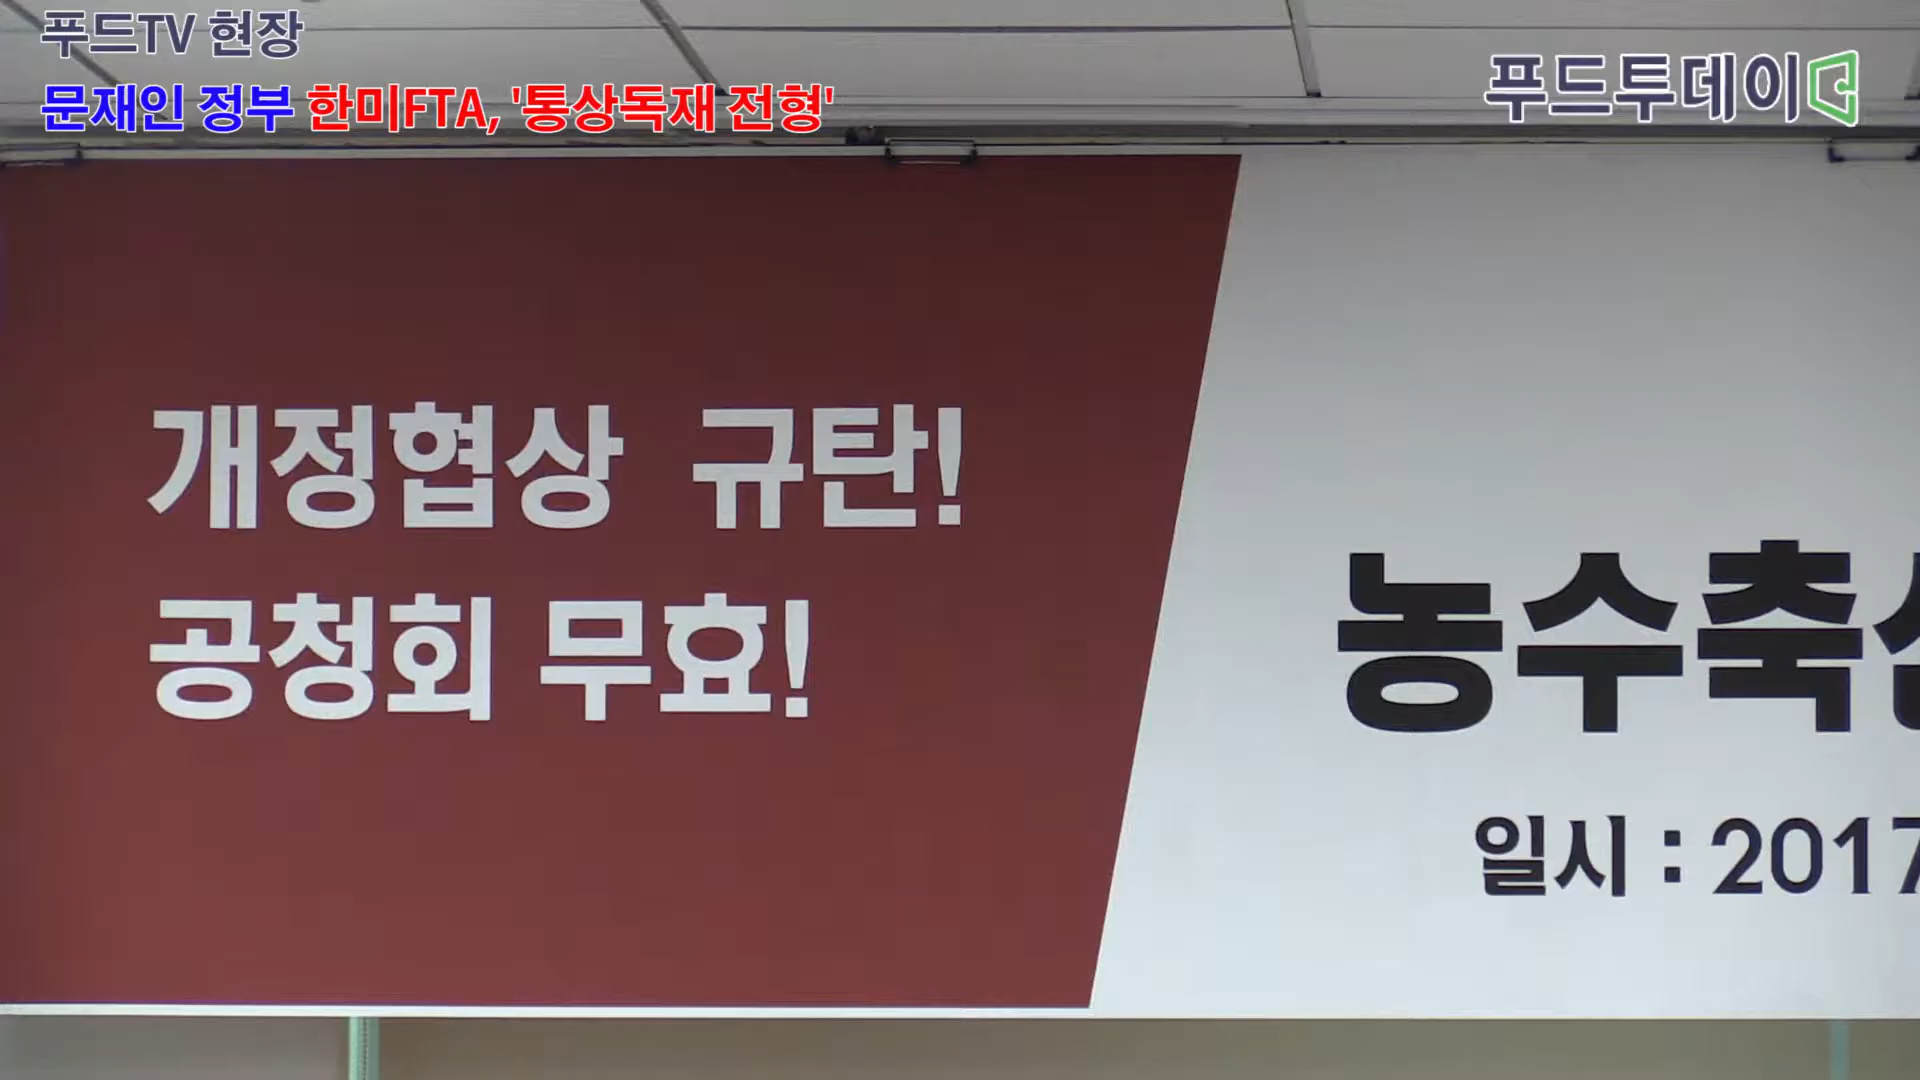 푸드TV 현장
문재인 정부 한미FTA, '통상독재 전형'
푸드투데이
개정협상 규탄!
공청회 무효!
농수축
일시 : 2017